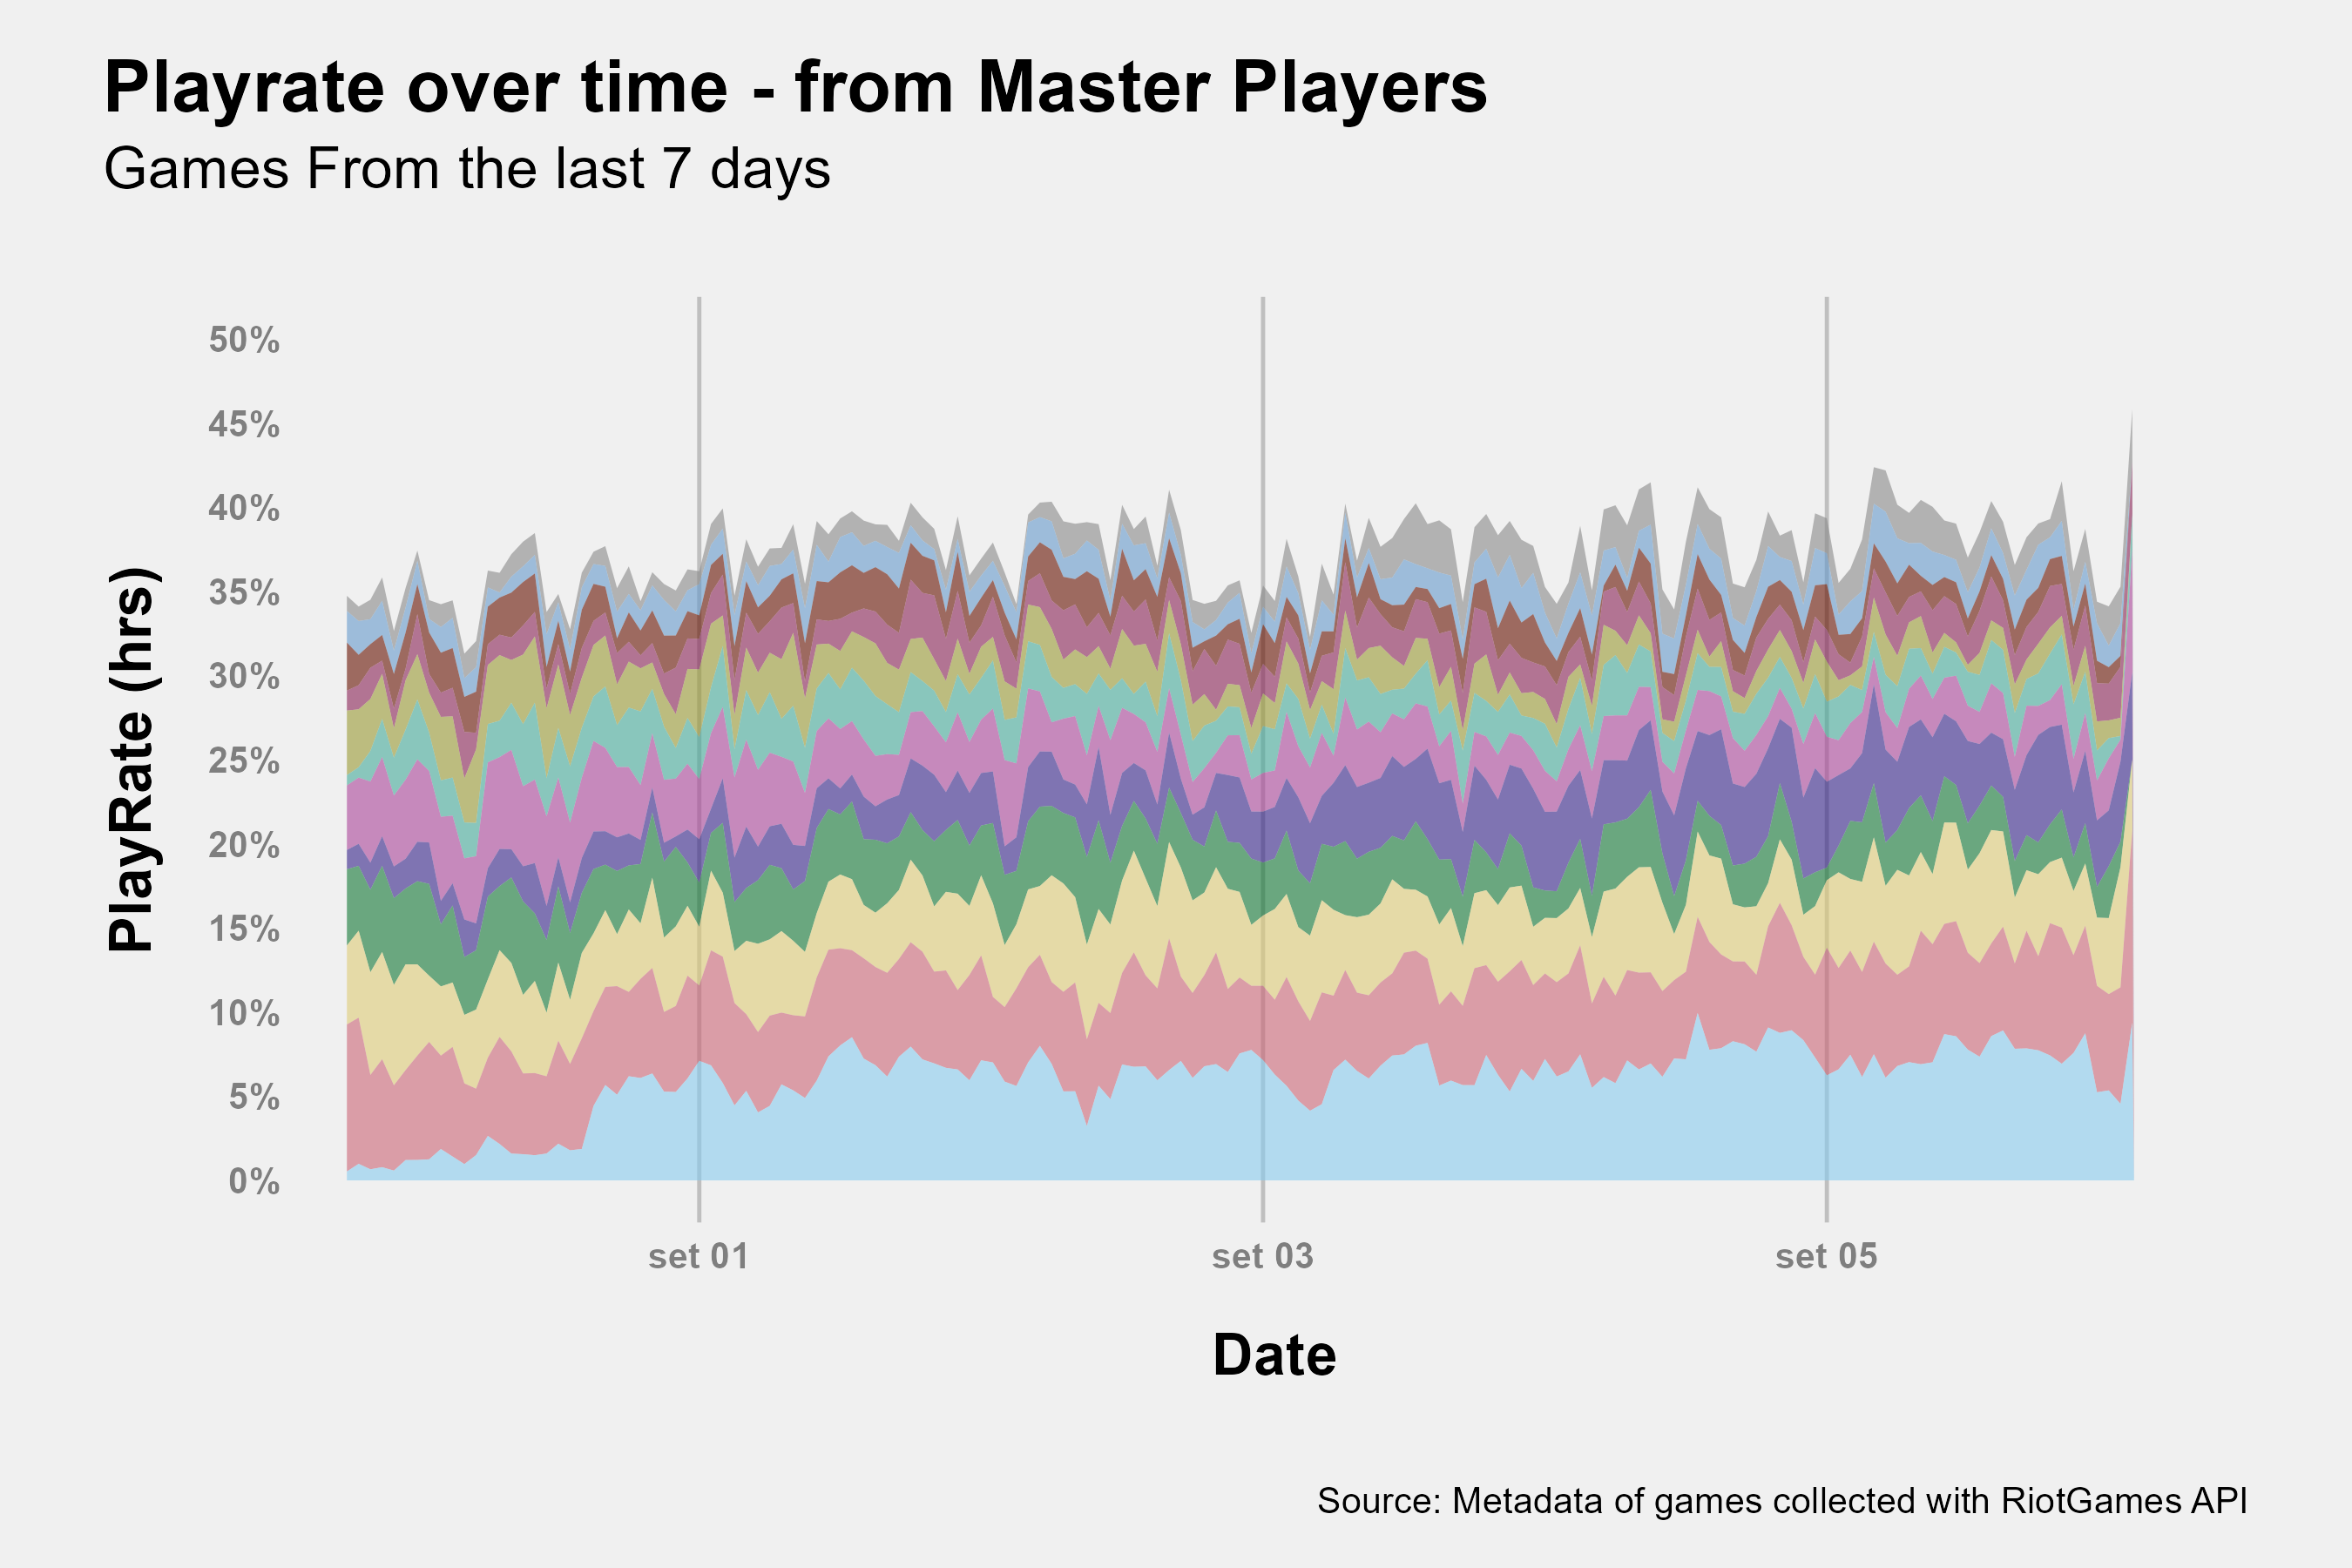 Playrate over time - from Master Players
Games From the last 7 days
PlayRate (hrs)
50%
45%
40%
35%
30%
25%
20%
15%
10%
5%
0%
set 01
set 03
set 05
Date
Source: Metadata of games collected with RiotGames API